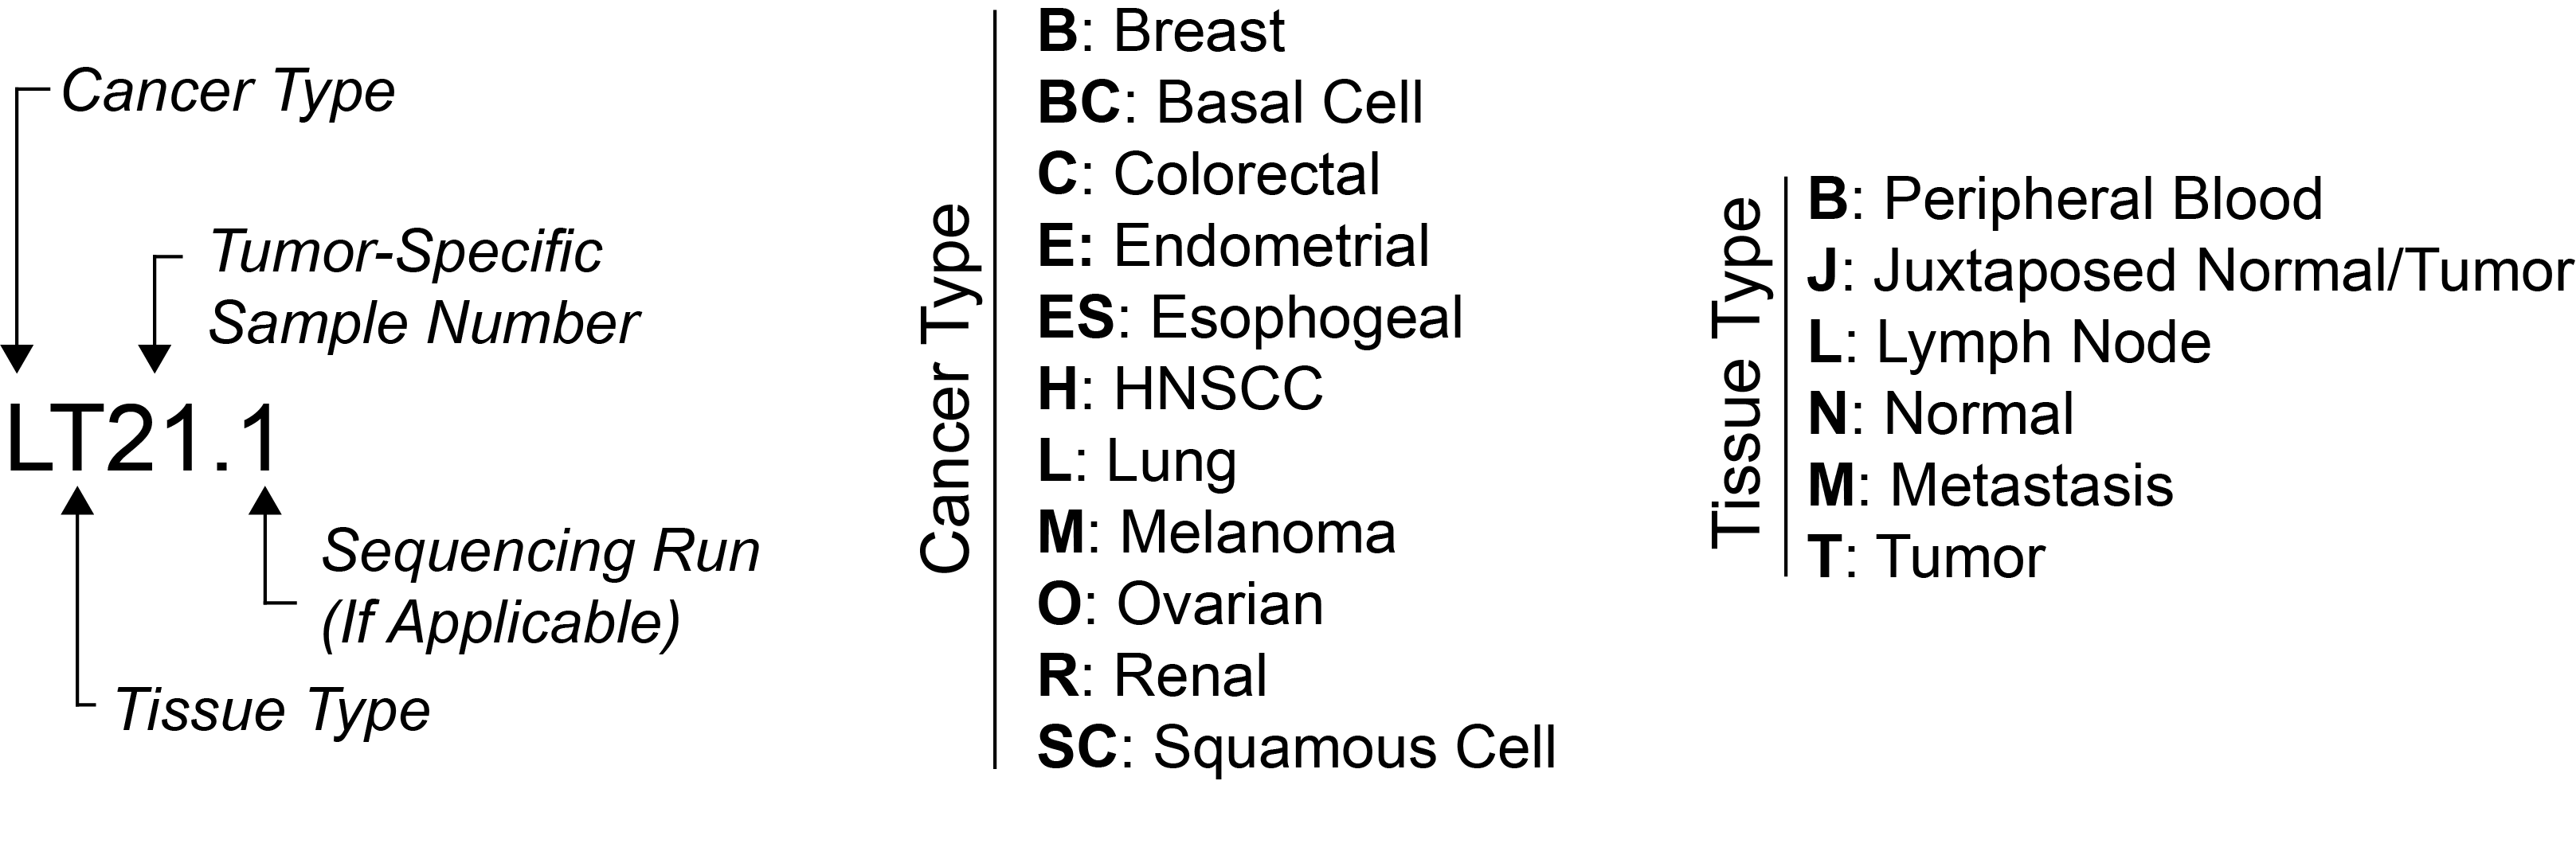 Cancer Type
Tumor-Specific
Sample Number
LT21.1
Sequencing Run
(If Applicable)
Tissue Type
Cancer Type
B: Breast
BC: Basal Cell
C: Colorectal
E: Endometrial
ES: Esophogeal
H: HNSCC
L: Lung
M: Melanoma
O: Ovarian
R: Renal
SC: Squamous Cell
Tissue Type
B: Peripheral Blood
J: Juxtaposed Normal/Tumor
L: Lymph Node
N: Normal
M: Metastasis
T: Tumor